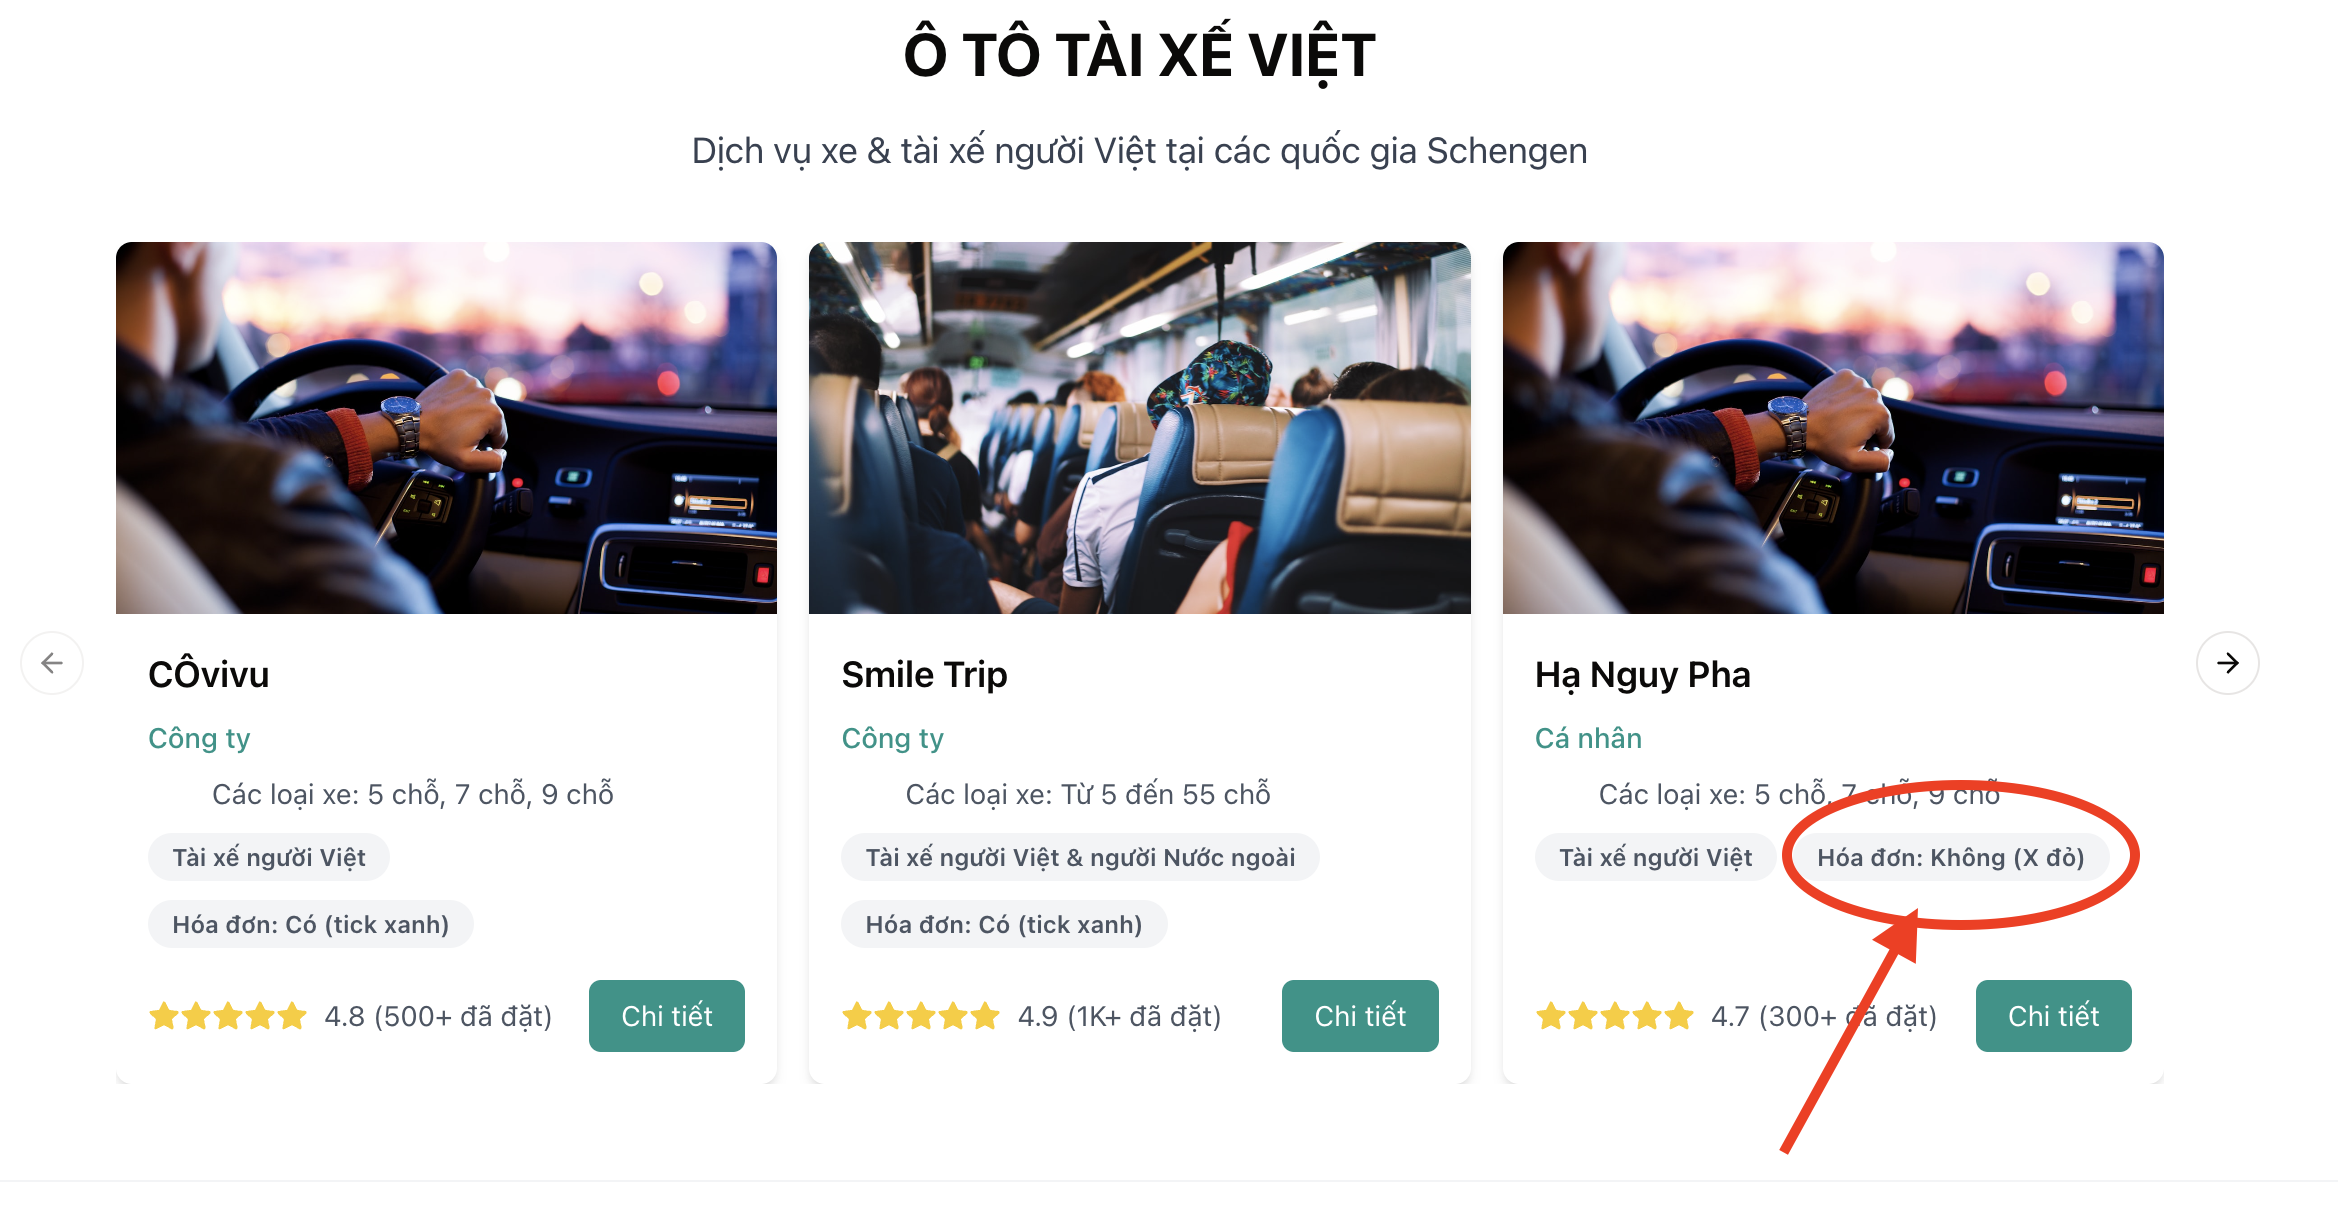 Ô TÔ TÀI XẾ VIỆT
Dịch vụ xe & tài xế người Việt tại các quốc gia Schengen
CÔvivu
Công ty
Các loại xe: 5 chỗ, 7 chỗ, 9 chỗ
Tài xế người Việt
Hóa đơn: Có (tick xanh)
4.8 (500+ đã đặt)
Chi tiết
Smile Trip
Công ty
Các loại xe: Từ 5 đến 55 chỗ
Tài xế người Việt & người Nước ngoài
Hóa đơn: Có (tick xanh)
4.9 (1K+ đã đặt)
Chi tiết
Hạ Nguy Pha
Cá nhân
Các loại xe: 5 chỗ, 7 chỗ, 9 chỗ
Tài xế người Việt
Hóa đơn: Không (X đỏ)
4.7 (300+ đã đặt)
Chi tiết